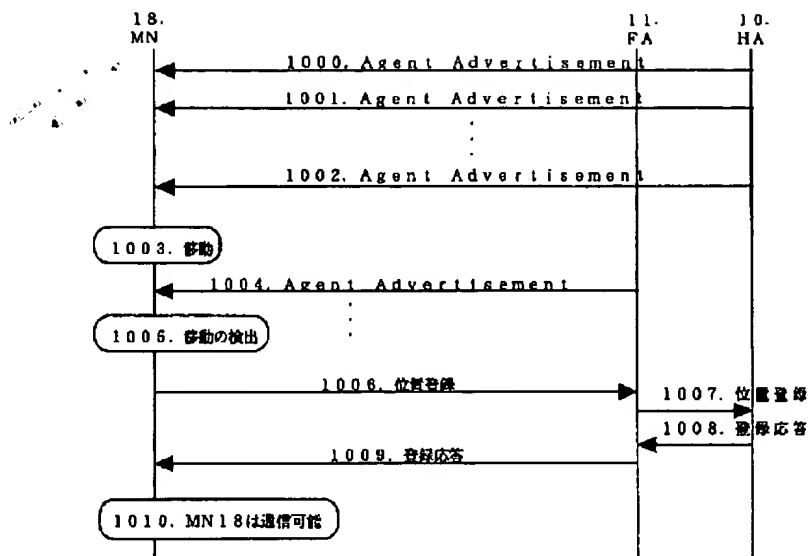 18.
MN
11.
FA
10.
HA
1000. Agent Advertisement
1001. Agent Advertisement
1002. Agent Advertisement
1003. 移動
1004. Agent Advertisement
1005. 移動の検出
1006. 位置登録
1007. 位置登録
1008. 登録応答
1009. 登録応答
1010. MN18は通信可能